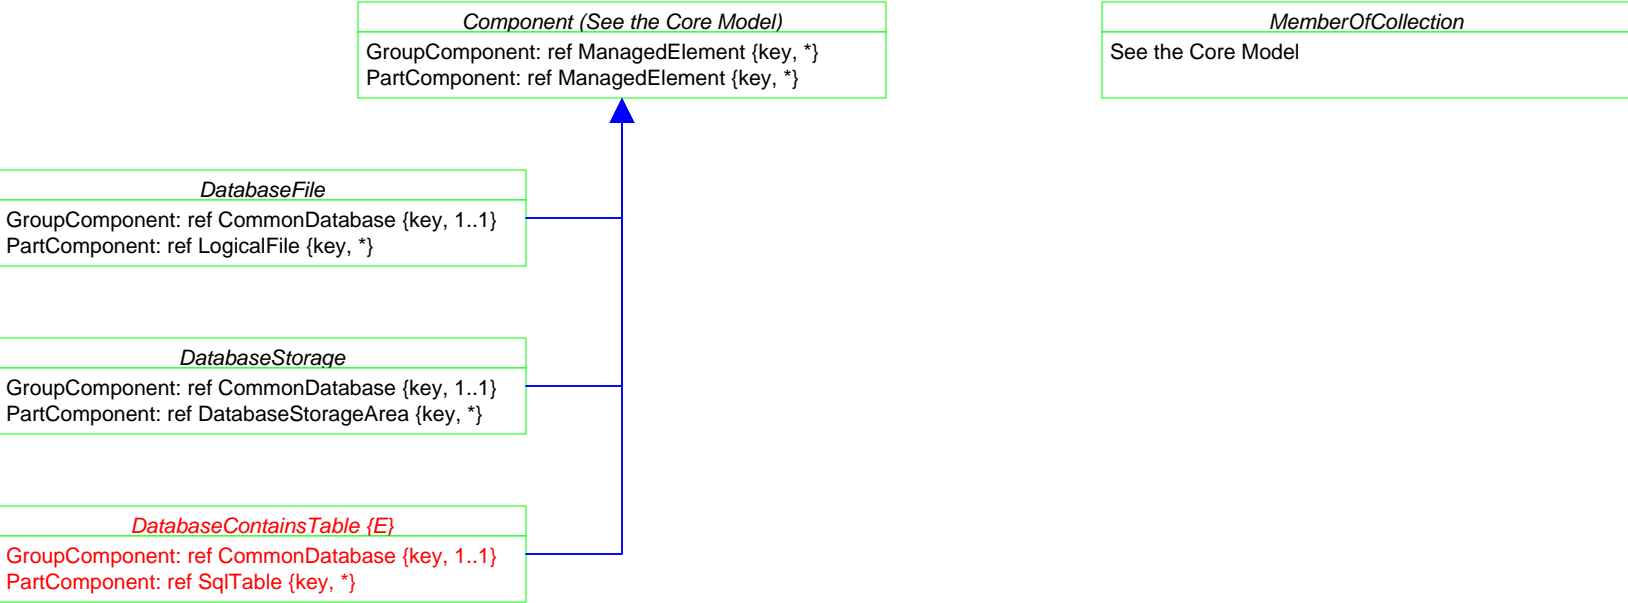 Component (See the Core Model)
GroupComponent: ref ManagedElement {key, *}
PartComponent: ref ManagedElement {key, *}
MemberOfCollection
See the Core Model
DatabaseFile
GroupComponent: ref CommonDatabase {key, 1..1}
PartComponent: ref LogicalFile {key, *}
DatabaseStorage
GroupComponent: ref CommonDatabase {key, 1..1}
PartComponent: ref DatabaseStorageArea {key, *}
DatabaseContainsTable {E}
GroupComponent: ref CommonDatabase {key, 1..1}
PartComponent: ref SqlTable {key, *}